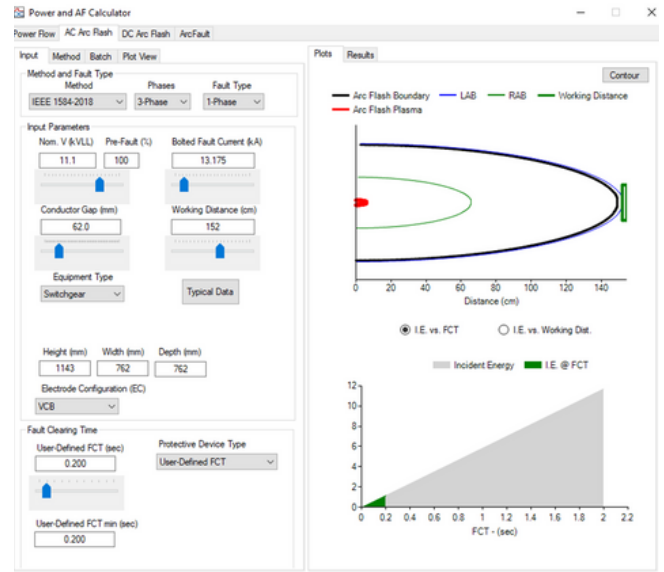 Power and AF Calculator
Power Flow AC Arc Flash DC Arc Flash ArcFault
Input Method Batch Plot View
Method and Fault Type
Method Phases Fault Type
IEEE 1584-2018 3-Phase 1-Phase
Input Parameters
Nom. V (kVLL) Pre-Fault (%) Bolted Fault Current (kA)
11.1 100 13.175
Conductor Gap (mm) Working Distance (cm)
62.0 152
Equipment Type
Switchgear Typical Data
Height (mm) Width (mm) Depth (mm)
1143 762 762
Electrode Configuration (EC)
VCB
Fault Clearing Time
User-Defined FCT (sec) Protective Device Type
0.200 User-Defined FCT
User-Defined FCT min (sec)
0.200
Plots Results
Contour
Arc Flash Boundary LAB RAB Working Distance
Arc Flash Plasma
0 20 40 60 80 100 120 140
Distance (cm)
I.E. vs. FCT I.E. vs. Working Dist.
Incident Energy I.E. @ FCT
12
10
8
6
4
2
0
0 0.2 0.4 0.6 0.8 1 1.2 1.4 1.6 1.8 2 2.2
FCT - (sec)